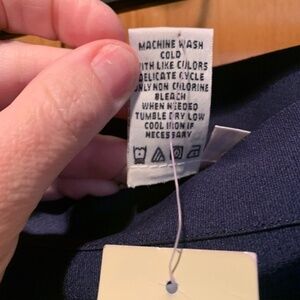 MACHINE WASH
COLD
WITH LIKE COLORS
DELICATE CYCLE
ONLY NON CHLORINE
BLEACH
WHEN NEEDED
TUMBLE DRY LOW
COOL IRON IF
NECESSARY